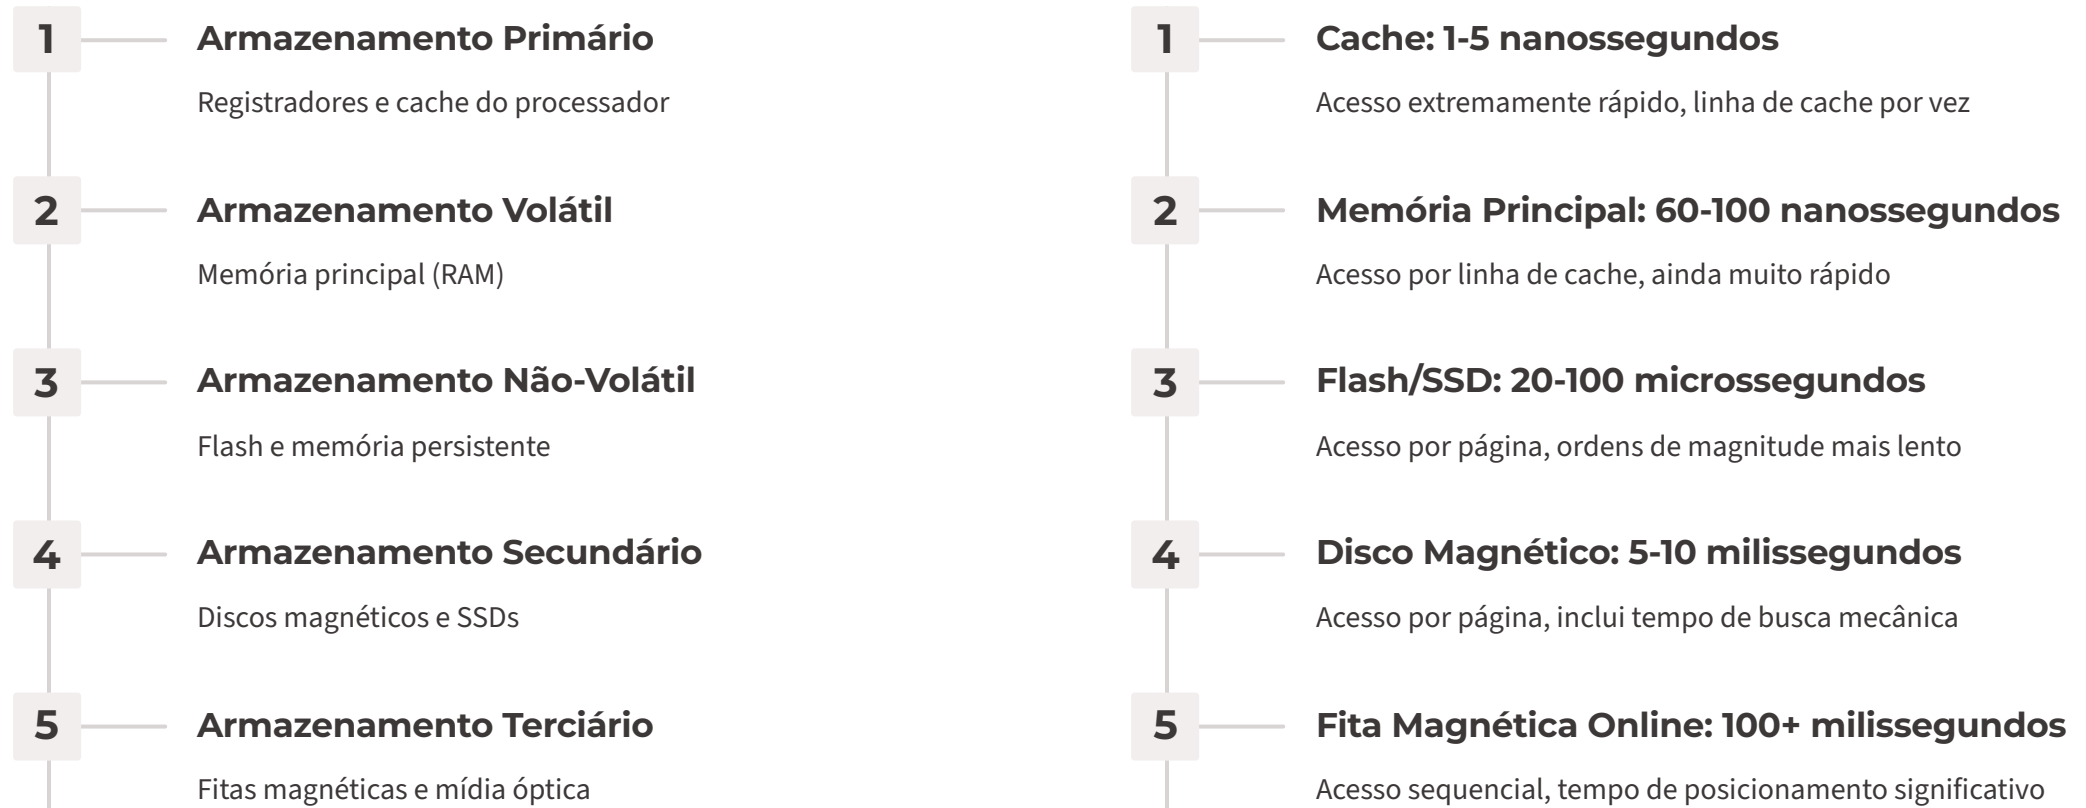 1
Armazenamento Primário
Registradores e cache do processador
2
Armazenamento Volátil
Memória principal (RAM)
3
Armazenamento Não-Volátil
Flash e memória persistente
4
Armazenamento Secundário
Discos magnéticos e SSDs
5
Armazenamento Terciário
Fitas magnéticas e mídia óptica
1
Cache: 1-5 nanossegundos
Acesso extremamente rápido, linha de cache por vez
2
Memória Principal: 60-100 nanossegundos
Acesso por linha de cache, ainda muito rápido
3
Flash/SSD: 20-100 microssegundos
Acesso por página, ordens de magnitude mais lento
4
Disco Magnético: 5-10 milissegundos
Acesso por página, inclui tempo de busca mecânica
5
Fita Magnética Online: 100+ milissegundos
Acesso sequencial, tempo de posicionamento significativo